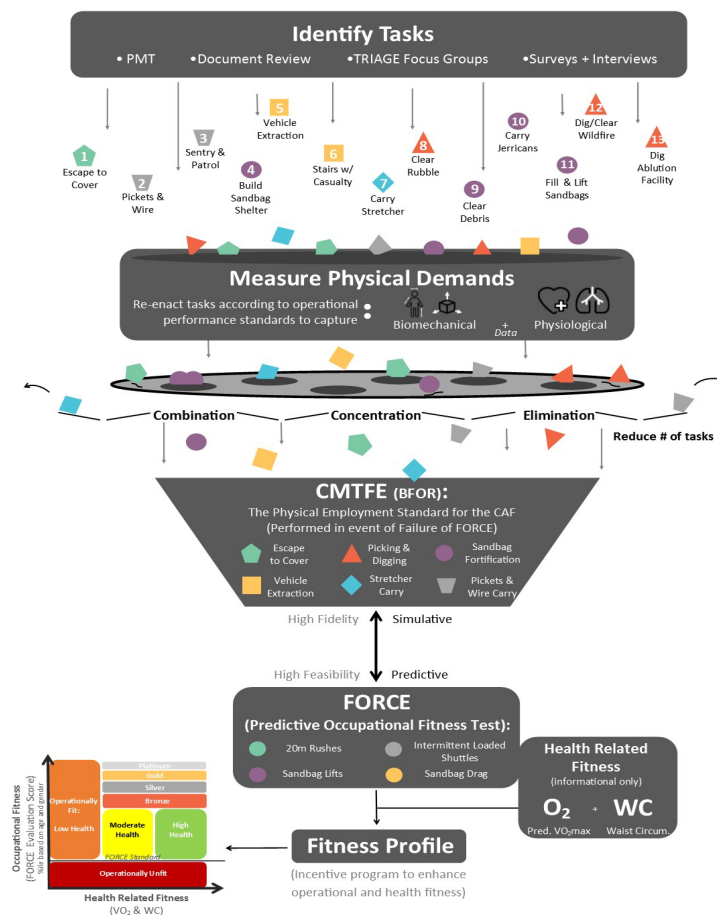 Identify Tasks
• PMT •Document Review •TRIAGE Focus Groups •Surveys + Interviews
1
Escape to
Cover
2
Pickets &
Wire
3
Sentry &
Patrol
4
Build
Sandbag
Shelter
5
Vehicle
Extraction
6
Stairs w/
Casualty
7
Carry
Stretcher
8
Clear
Rubble
9
Clear
Debris
10
Carry
Jerricans
11
Fill & Lift
Sandbags
12
Dig/Clear
Wildfire
13
Dig
Ablution
Facility
Measure Physical Demands
Re-enact tasks according to operational
performance standards to capture :
Biomechanical
+
Data
Physiological
Combination
Concentration
Elimination
Reduce # of tasks
CMTFE (BFOR):
The Physical Employment Standard for the CAF
(Performed in event of Failure of FORCE)
Escape
to Cover
Picking &
Digging
Sandbag
Fortification
Vehicle
Extraction
Stretcher
Carry
Pickets &
Wire Carry
High Fidelity
Simulative
High Feasibility
Predictive
FORCE
(Predictive Occupational Fitness Test):
20m Rushes
Intermittent Loaded
Shuttles
Sandbag Lifts
Sandbag Drag
Health Related
Fitness
(informational only)
O2 + WC
Pred. VO2max
Waist Circum.
Fitness Profile
(Incentive program to enhance
operational and health fitness)
Occupational Fitness
(FORCE Evaluation Score)
%ile based on age and gender
Platinum
Gold
Silver
Bronze
Operationally
Fit:
Low Health
Moderate
Health
High
Health
FORCE Standard
Operationally Unfit
Health Related Fitness
(VO2 & WC)